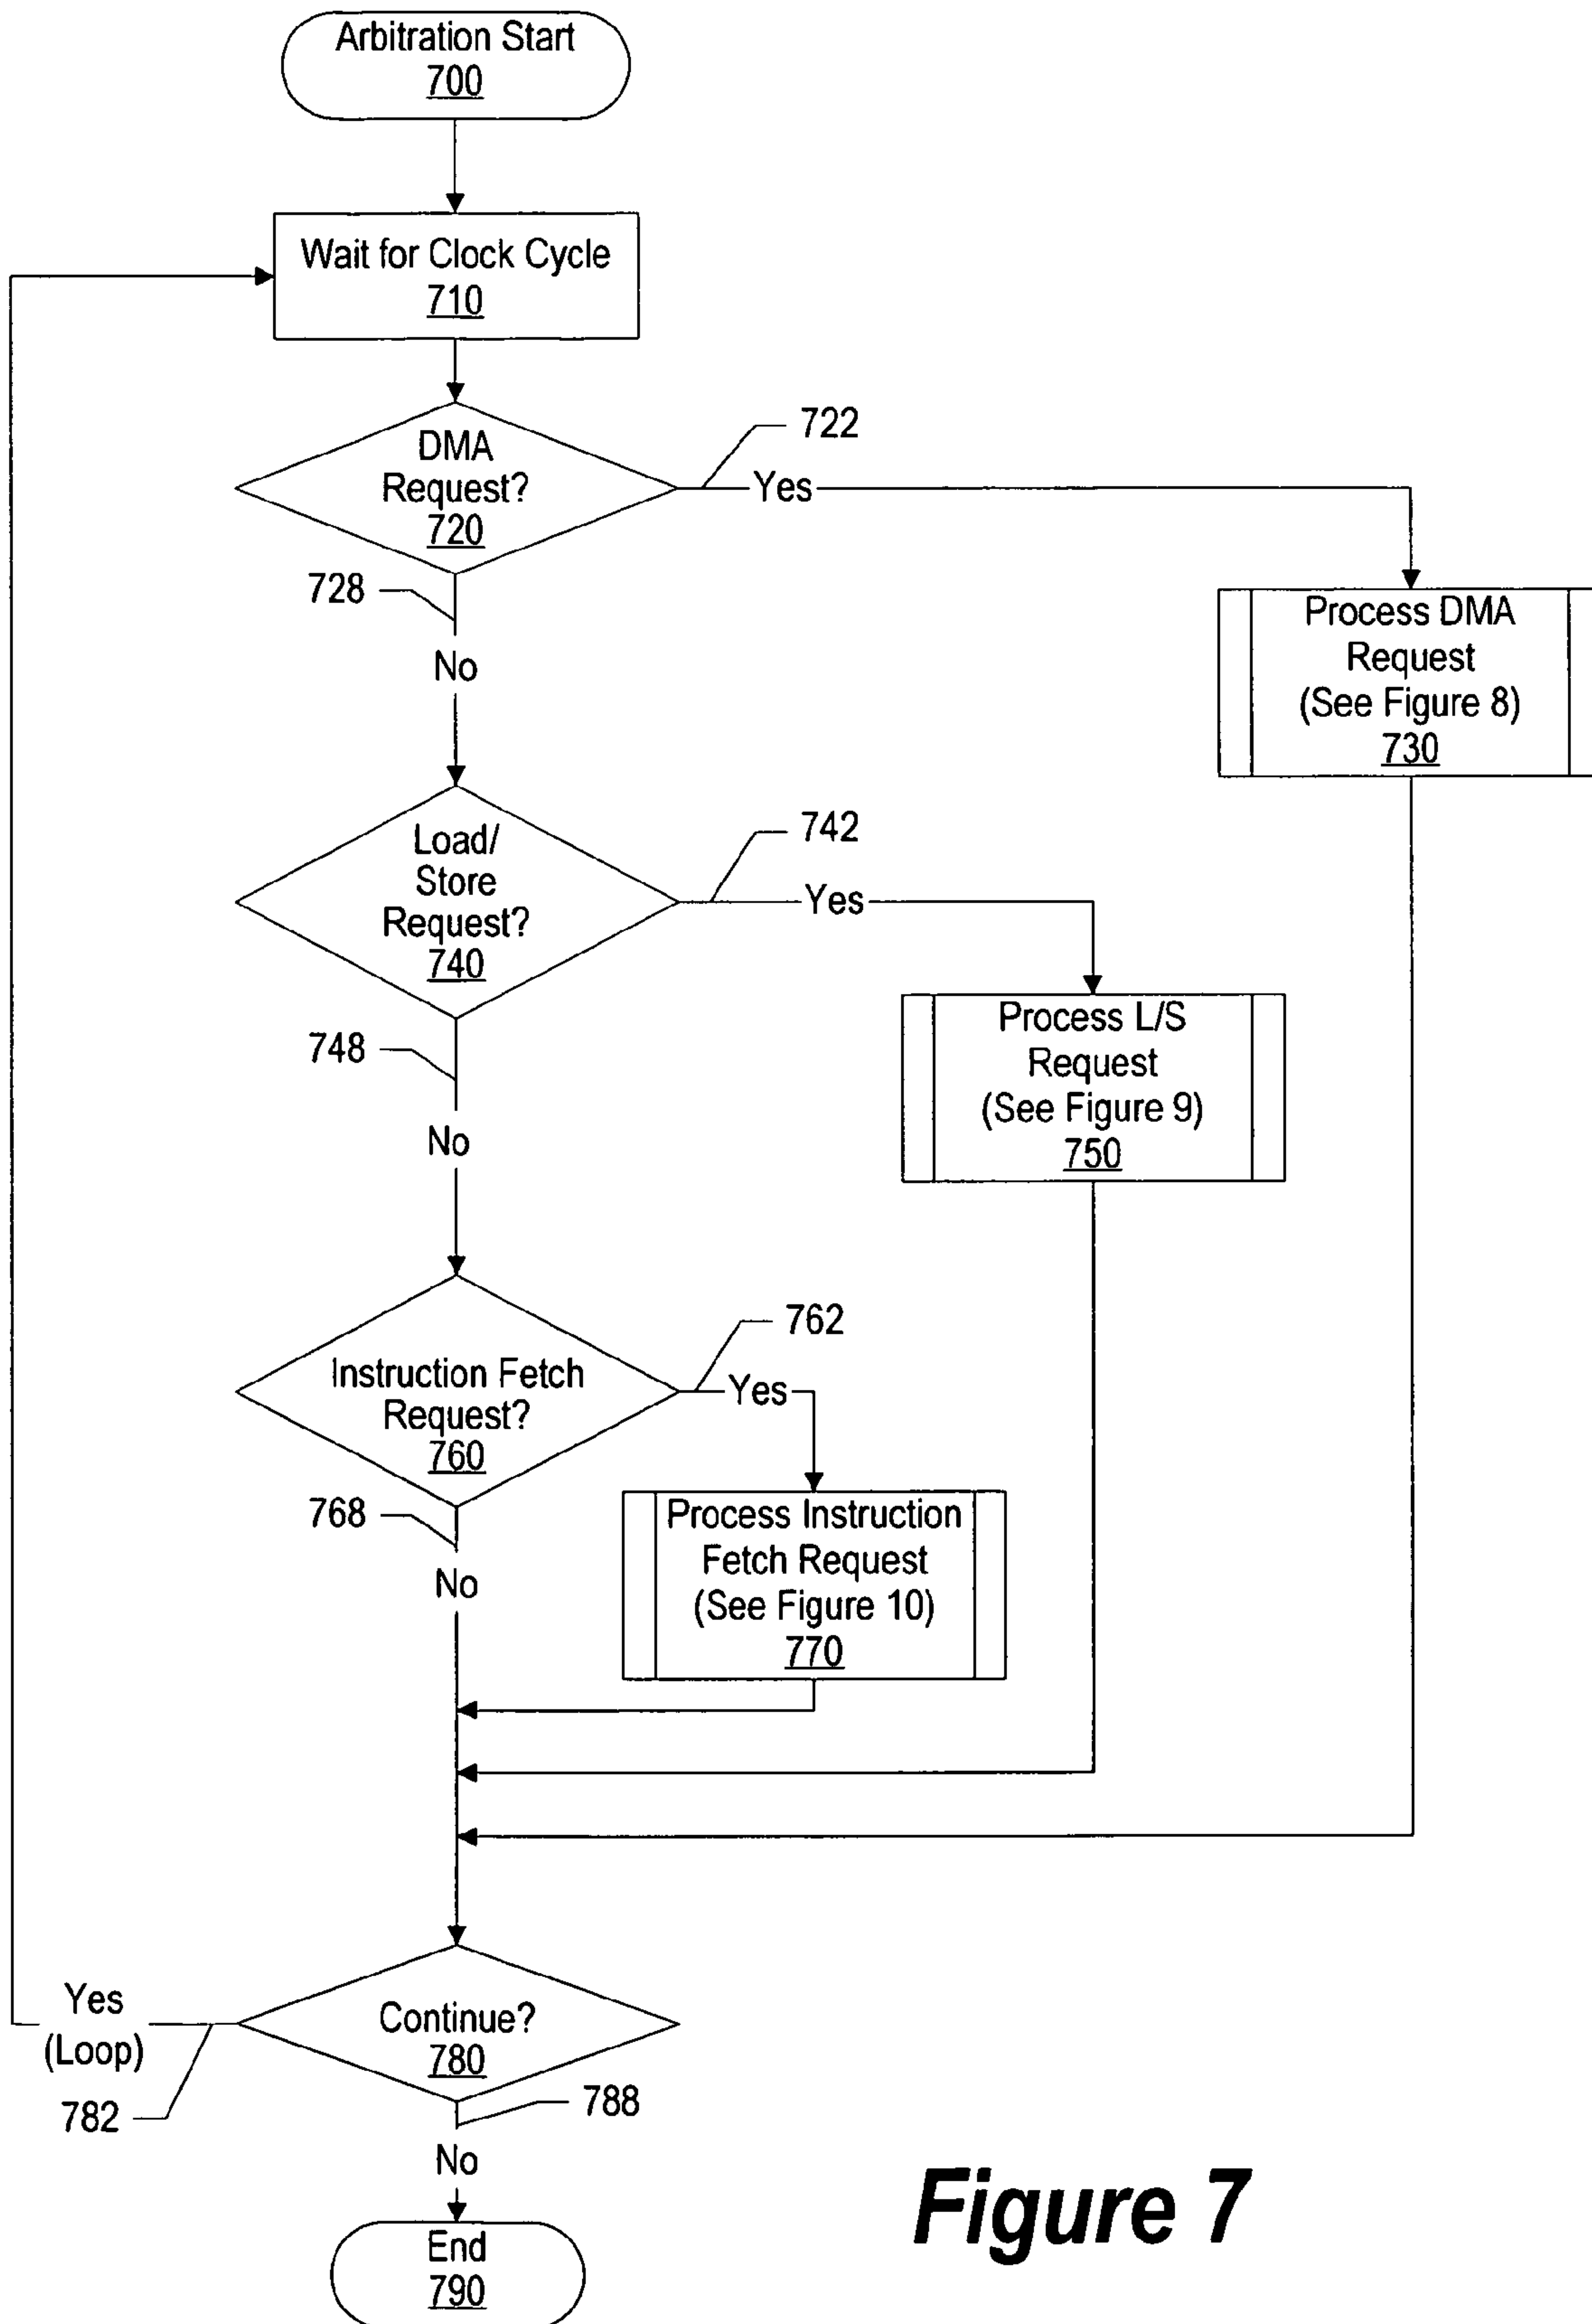 Arbitration Start
700
Wait for Clock Cycle
710
DMA
Request?
720
722
Yes
728
No
Process DMA
Request
(See Figure 8)
730
Load/
Store
Request?
740
742
Yes
748
No
Process L/S
Request
(See Figure 9)
750
Instruction Fetch
Request?
760
762
Yes
768
No
Process Instruction
Fetch Request
(See Figure 10)
770
Continue?
780
Yes
(Loop)
782
788
No
End
790
Figure 7